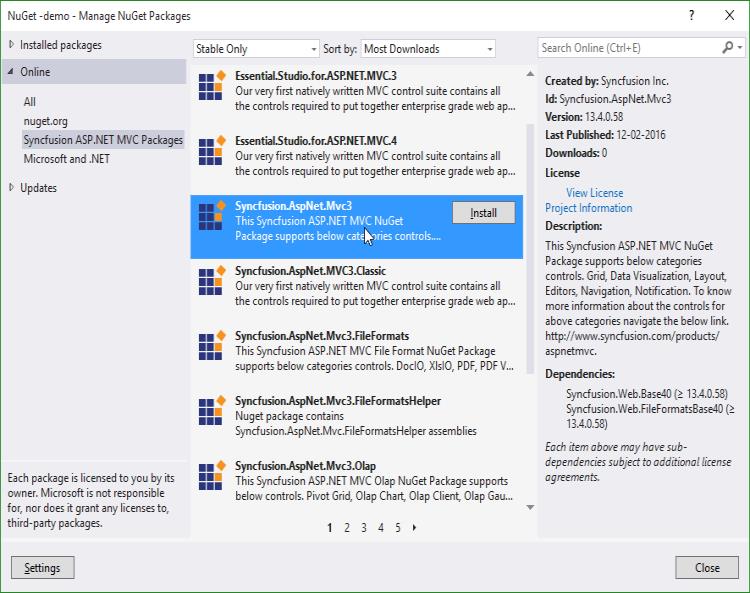 NuGet -demo - Manage NuGet Packages
?
X
Installed packages
Online
All
nuget.org
Syncfusion ASP.NET MVC Packages
Microsoft and .NET
Updates
Each package is licensed to you by its
owner. Microsoft is not responsible
for, nor does it grant any licenses to,
third-party packages.
Settings
Stable Only
Sort by: Most Downloads
Essential.Studio.for.ASP.NET.MVC.3
Our very first natively written MVC control suite contains all
the controls required to put together enterprise grade web ap...
Essential.Studio.for.ASP.NET.MVC.4
Our very first natively written MVC control suite contains all
the controls required to put together enterprise grade web ap...
Syncfusion.AspNet.Mvc3
This Syncfusion ASP.NET MVC NuGet
Package supports below categories controls....
Install
Syncfusion.AspNet.MVC3.Classic
Our very first natively written MVC control suite contains all
the controls required to put together enterprise grade web ap...
Syncfusion.AspNet.Mvc3.FileFormats
This Syncfusion ASP.NET MVC File Format NuGet Package
supports below categories controls. DocIO, XlsIO, PDF, PDF V...
Syncfusion.AspNet.Mvc3.FileFormatsHelper
Nuget package contains
Syncfusion.AspNet.Mvc.FileFormatsHelper assemblies
Syncfusion.AspNet.Mvc3.Olap
This Syncfusion ASP.NET MVC Olap NuGet Package supports
below controls. Pivot Grid, Olap Chart, Olap Client, Olap Gau...
1 2 3 4 5
Search Online (Ctrl+E)
Created by: Syncfusion Inc.
Id: Syncfusion.AspNet.Mvc3
Version: 13.4.0.58
Last Published: 12-02-2016
Downloads: 0
License
View License
Project Information
Description:
This Syncfusion ASP.NET MVC NuGet
Package supports below categories
controls. Grid, Data Visualization, Layout,
Editors, Navigation, Notification. To know
more information about the controls for
above categories navigate the below link.
http://www.syncfusion.com/products/
aspnetmvc.
Dependencies:
Syncfusion.Web.Base40 (≥ 13.4.0.58)
Syncfusion.Web.FileFormatsBase40 (≥
13.4.0.58)
Each item above may have sub-
dependencies subject to additional license
agreements.
Close